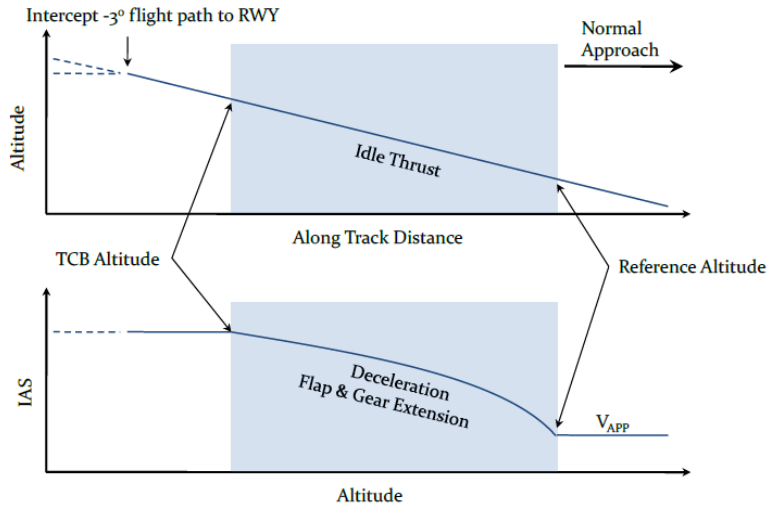 Intercept -3º flight path to RWY
Normal
Approach
Altitude
Idle Thrust
Along Track Distance
TCB Altitude
Reference Altitude
IAS
Deceleration
Flap & Gear Extension
VAPP
Altitude